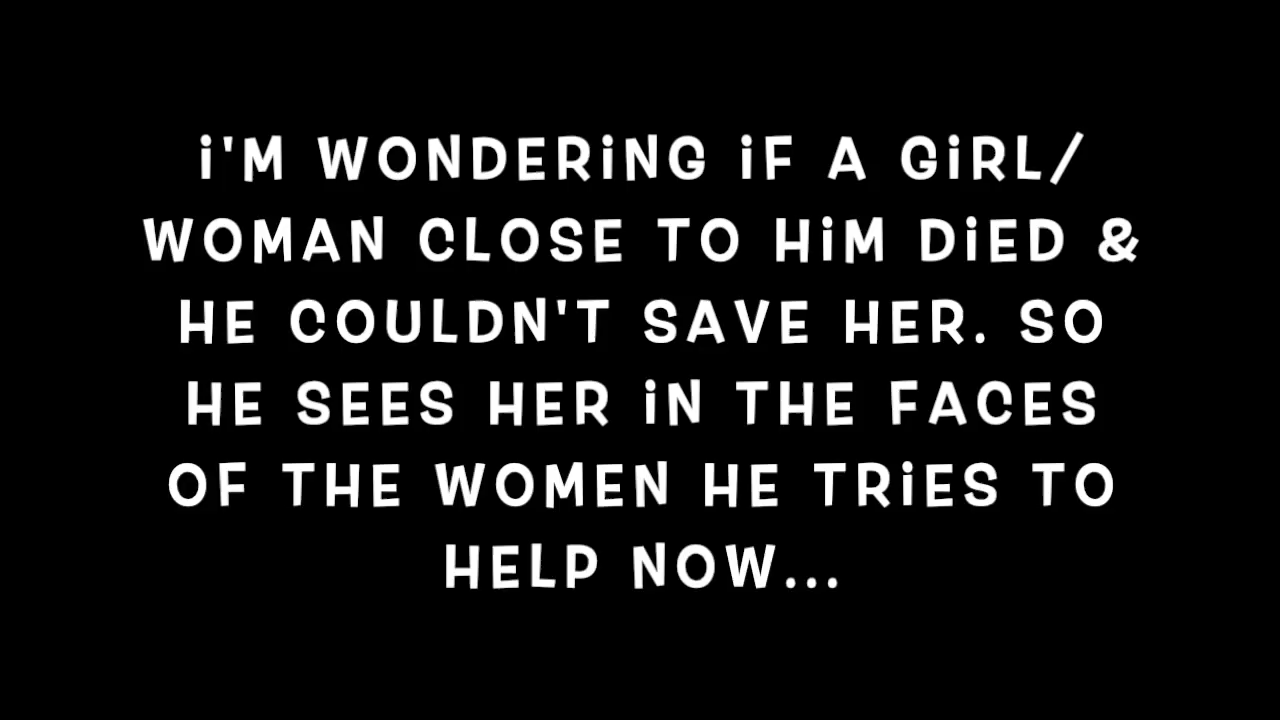 i'M WONDERiNG iF A GiRL/
WOMAN CLOSE TO HiM DiED &
HE COULDN'T SAVE HER. SO
HE SEES HER iN THE FACES
OF THE WOMEN HE TRiES TO
HELP NOW...